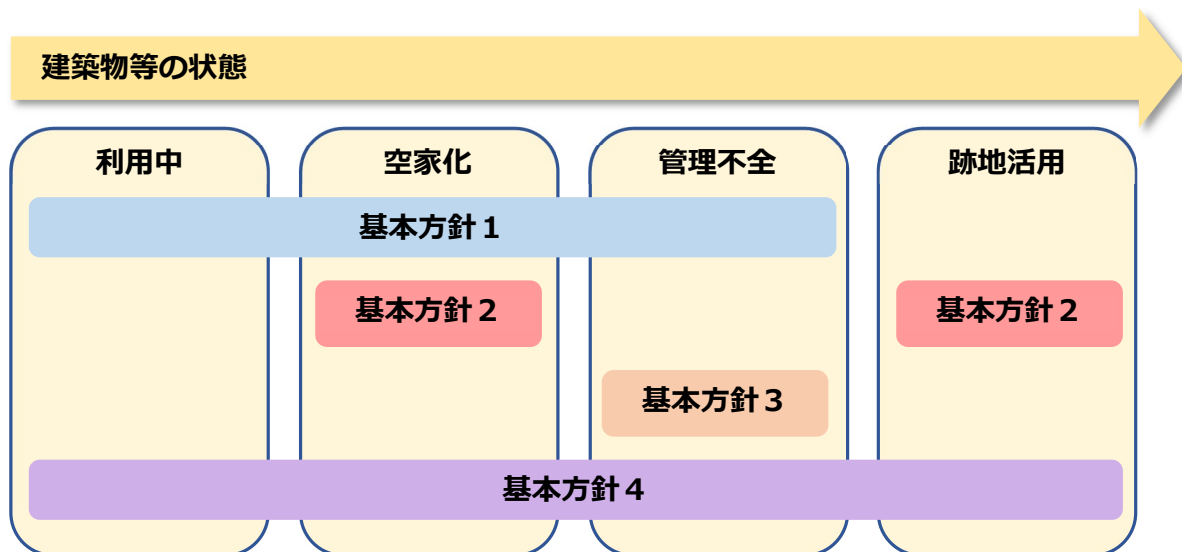 建築物等の状態
利用中
空家化
管理不全
跡地活用
基本方針１
基本方針２
基本方針２
基本方針３
基本方針４